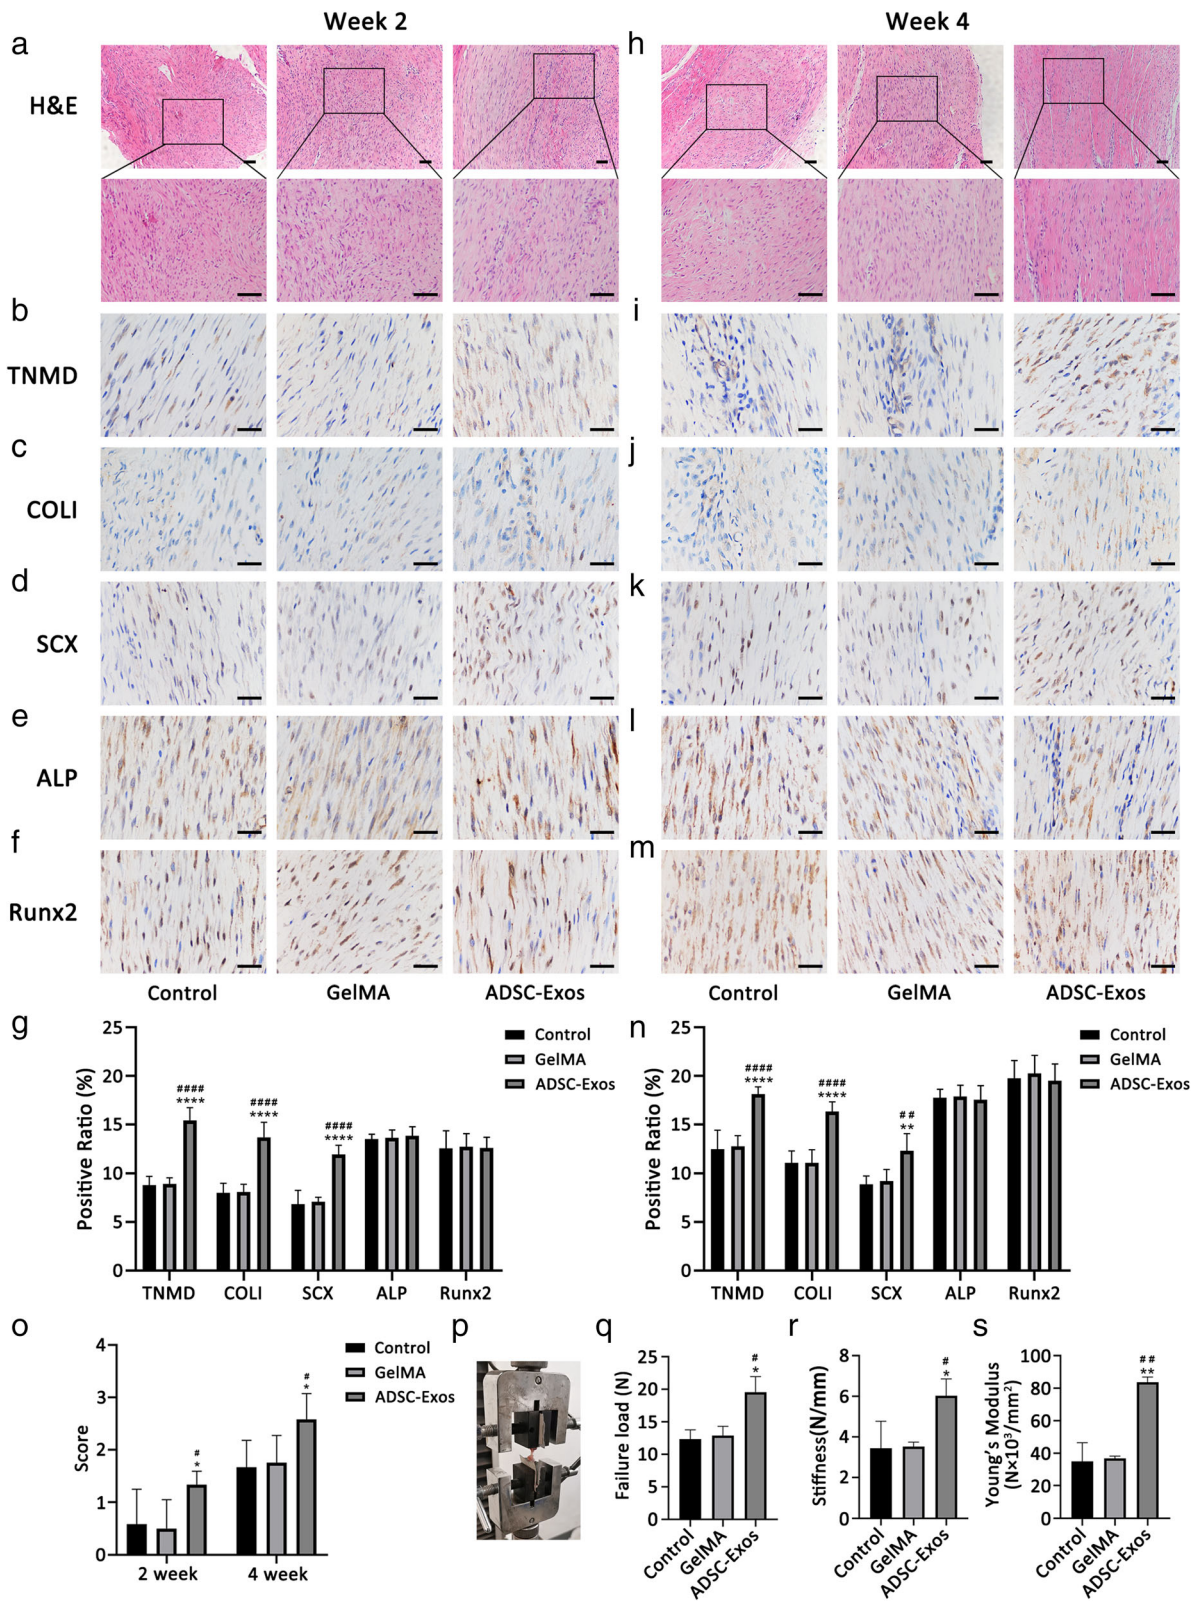 Week 2
Week 4
a
h
H&E
b
i
TNMD
c
j
COLI
d
k
SCX
e
l
ALP
f
m
Runx2
Control
GelMA
ADSC-Exos
Control
GelMA
ADSC-Exos
g
Positive Ratio (%)
25
20
15
10
5
0
####
****
####
****
####
****
TNMD
COLI
SCX
ALP
Runx2
Control
GelMA
ADSC-Exos
n
Positive Ratio (%)
25
20
15
10
5
0
####
****
####
****
##
**
TNMD
COLI
SCX
ALP
Runx2
Control
GelMA
ADSC-Exos
o
Score
4
3
2
1
0
#
*
#
*
2 week
4 week
Control
GelMA
ADSC-Exos
p
q
Failure load (N)
25
20
15
10
5
0
#
*
Control
GelMA
ADSC-Exos
r
Stiffness(N/mm)
8
6
4
2
0
#
*
Control
GelMA
ADSC-Exos
s
Young's Modulus
(N×10³/mm²)
100
80
60
40
20
0
##
**
Control
GelMA
ADSC-Exos